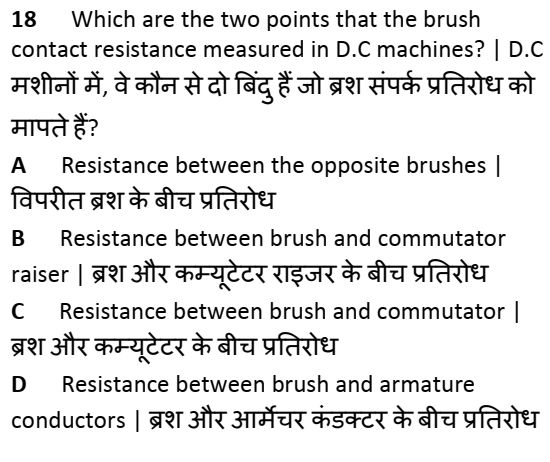 18 Which are the two points that the brush
contact resistance measured in D.C machines? | D.C
मशीनों में, वे कौन से दो बिंदु हैं जो ब्रश संपर्क प्रतिरोध को
मापते हैं?
A Resistance between the opposite brushes |
विपरीत ब्रश के बीच प्रतिरोध
B Resistance between brush and commutator
raiser | ब्रश और कम्यूटेटर राइजर के बीच प्रतिरोध
C Resistance between brush and commutator |
ब्रश और कम्यूटेटर के बीच प्रतिरोध
D Resistance between brush and armature
conductors | ब्रश और आर्मेचर कंडक्टर के बीच प्रतिरोध